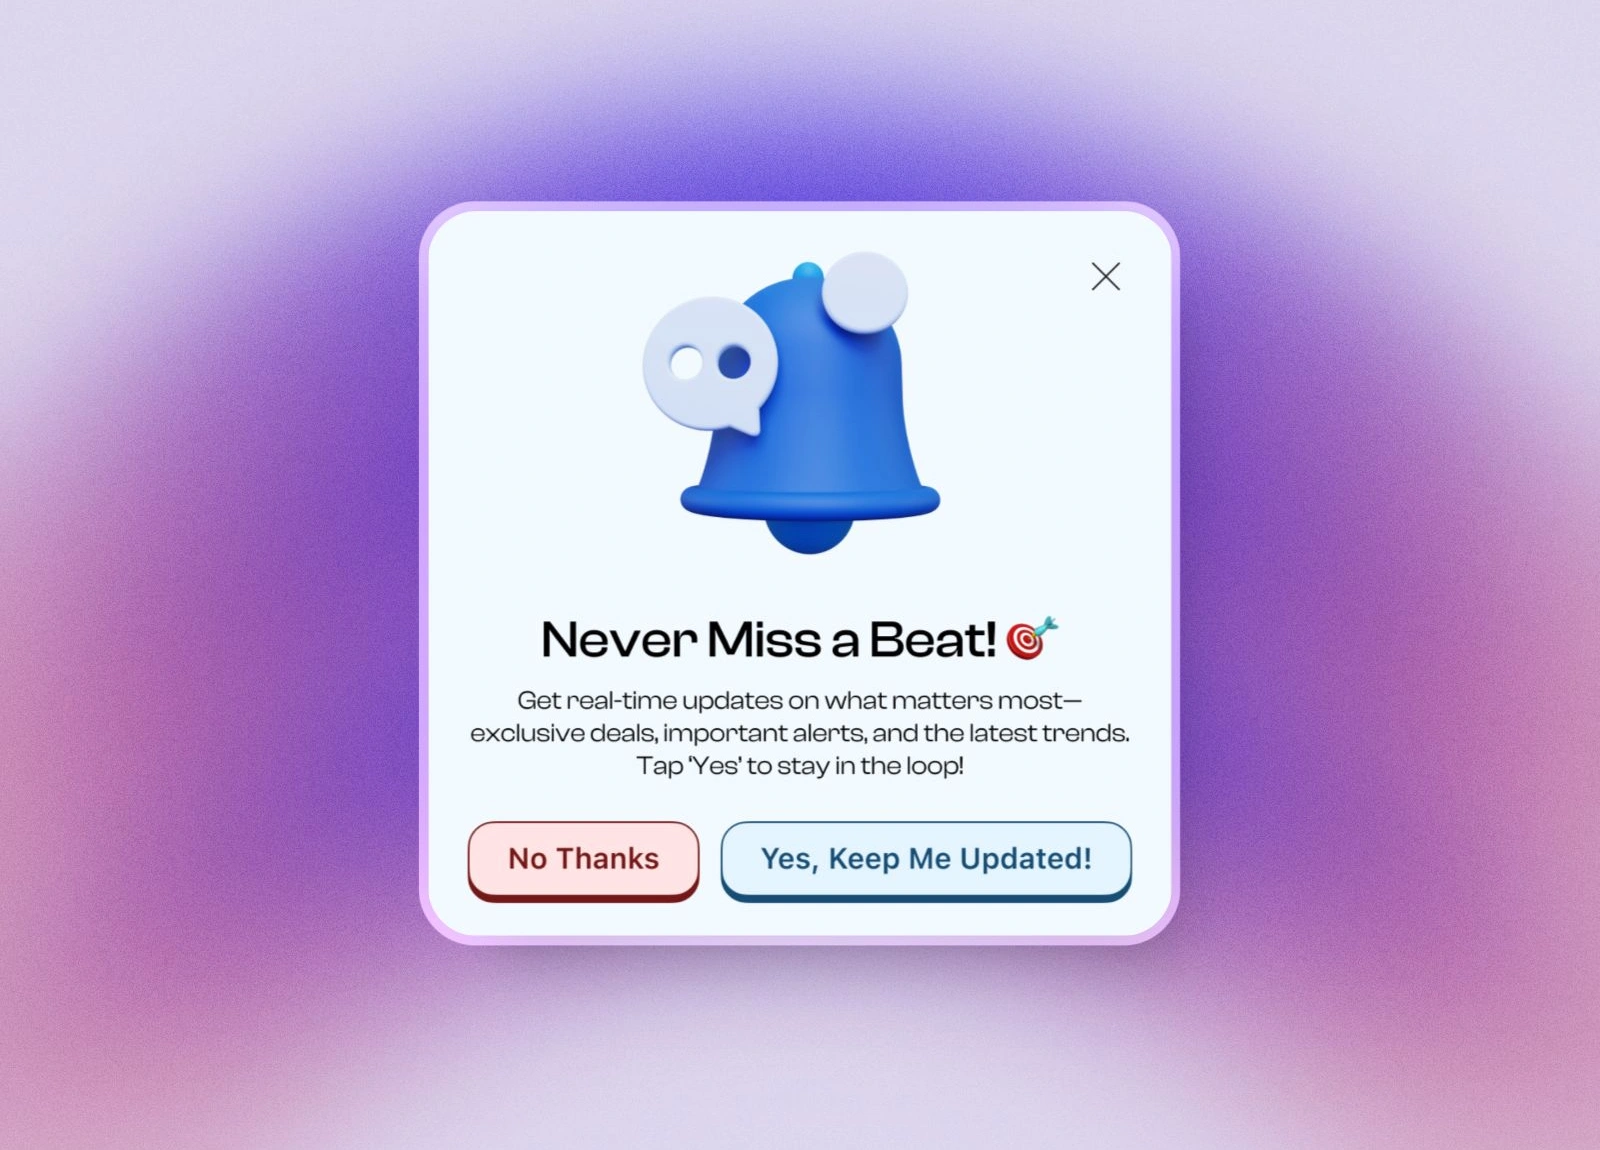 Never Miss a Beat! 🎯
Get real-time updates on what matters most—
exclusive deals, important alerts, and the latest trends.
Tap ‘Yes’ to stay in the loop!
No Thanks
Yes, Keep Me Updated!